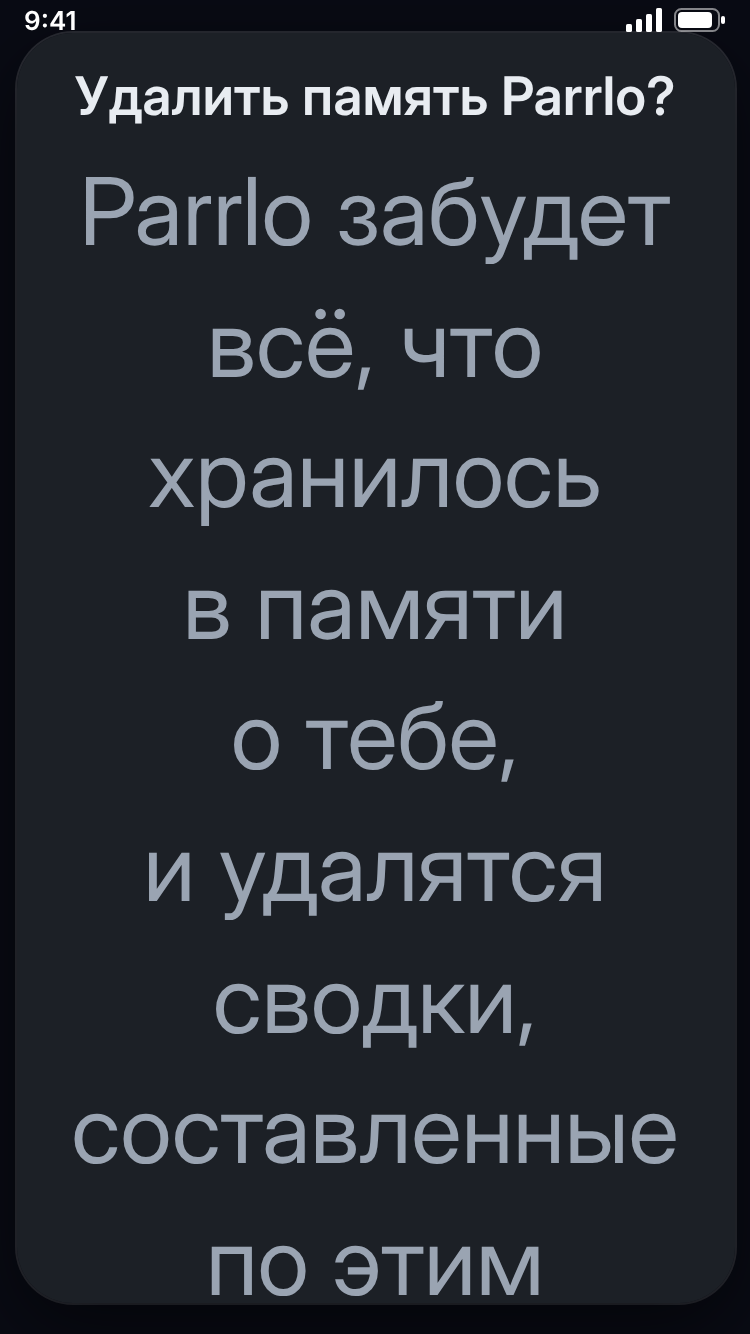 9:41
Удалить память Parrlo?
Parrlo забудет
всё, что
хранилось
в памяти
о тебе,
и удалятся
сводки,
составленные
по этим